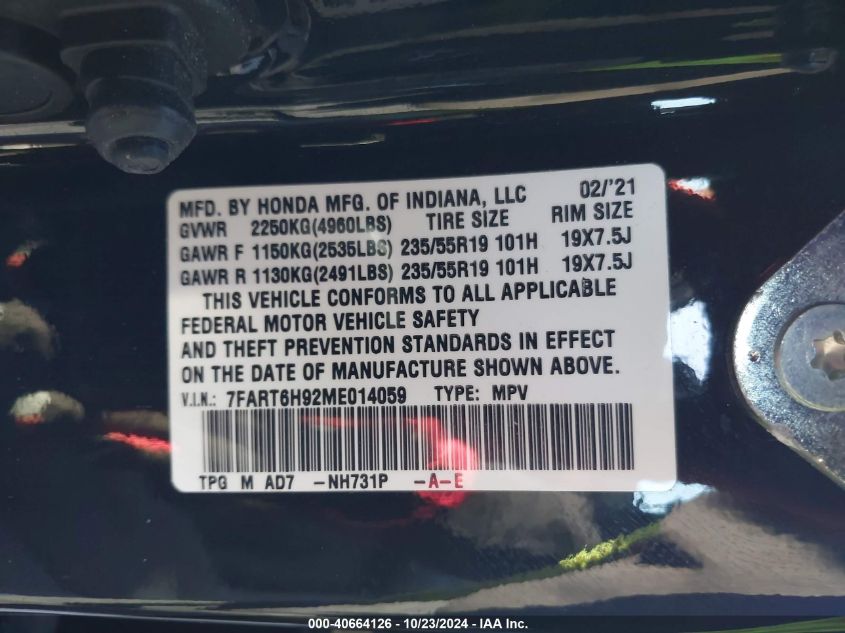 MFD. BY HONDA MFG. OF INDIANA, LLC 02/'21
GVWR 2250KG(4960LBS) TIRE SIZE RIM SIZE
GAWR F 1150KG(2535LBS) 235/55R19 101H 19X7.5J
GAWR R 1130KG(2491LBS) 235/55R19 101H 19X7.5J
THIS VEHICLE CONFORMS TO ALL APPLICABLE
FEDERAL MOTOR VEHICLE SAFETY
AND THEFT PREVENTION STANDARDS IN EFFECT
ON THE DATE OF MANUFACTURE SHOWN ABOVE.
V.I.N.: 7FART6H92ME014059 TYPE: MPV
TPG M AD7 -NH731P -A-E
000-40664126 - 10/23/2024 - IAA Inc.